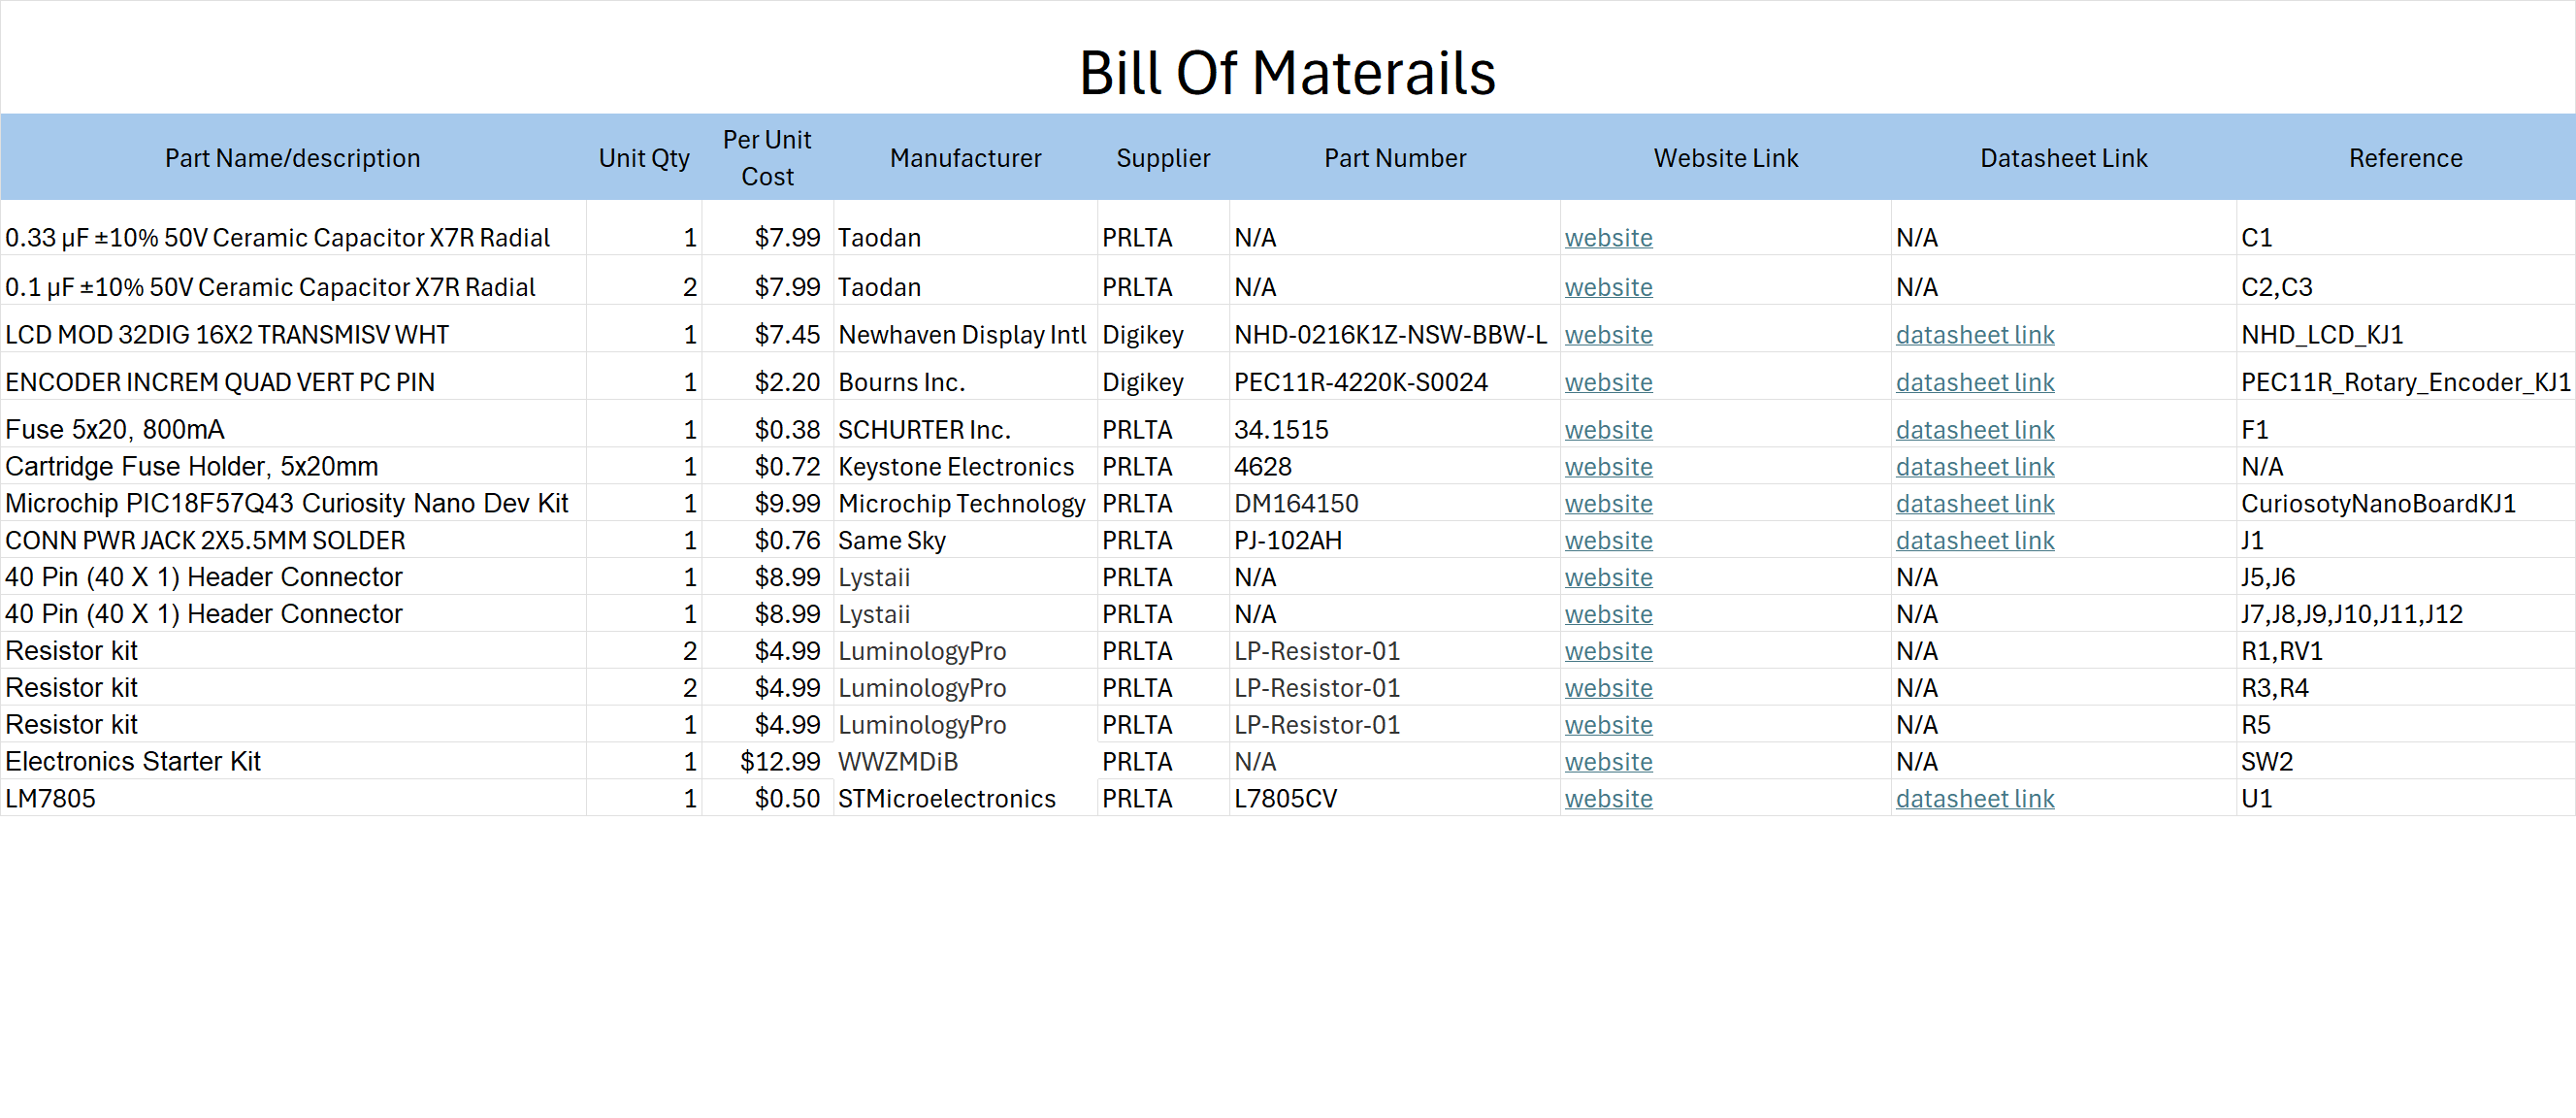 Bill Of Materails
Part Name/description Unit Qty Per Unit Cost Manufacturer Supplier Part Number Website Link Datasheet Link Reference
0.33 µF ±10% 50V Ceramic Capacitor X7R Radial 1 $7.99 Taodan PRLTA N/A website N/A C1
0.1 µF ±10% 50V Ceramic Capacitor X7R Radial 2 $7.99 Taodan PRLTA N/A website N/A C2,C3
LCD MOD 32DIG 16X2 TRANSMISV WHT 1 $7.45 Newhaven Display Intl Digikey NHD-0216K1Z-NSW-BBW-L website datasheet link NHD_LCD_KJ1
ENCODER INCREM QUAD VERT PC PIN 1 $2.20 Bourns Inc. Digikey PEC11R-4220K-S0024 website datasheet link PEC11R_Rotary_Encoder_KJ1
Fuse 5x20, 800mA 1 $0.38 SCHURTER Inc. PRLTA 34.1515 website datasheet link F1
Cartridge Fuse Holder, 5x20mm 1 $0.72 Keystone Electronics PRLTA 4628 website datasheet link N/A
Microchip PIC18F57Q43 Curiosity Nano Dev Kit 1 $9.99 Microchip Technology PRLTA DM164150 website datasheet link CuriosotyNanoBoardKJ1
CONN PWR JACK 2X5.5MM SOLDER 1 $0.76 Same Sky PRLTA PJ-102AH website datasheet link J1
40 Pin (40 X 1) Header Connector 1 $8.99 Lystaii PRLTA N/A website N/A J5,J6
40 Pin (40 X 1) Header Connector 1 $8.99 Lystaii PRLTA N/A website N/A J7,J8,J9,J10,J11,J12
Resistor kit 2 $4.99 LuminologyPro PRLTA LP-Resistor-01 website N/A R1,RV1
Resistor kit 2 $4.99 LuminologyPro PRLTA LP-Resistor-01 website N/A R3,R4
Resistor kit 1 $4.99 LuminologyPro PRLTA LP-Resistor-01 website N/A R5
Electronics Starter Kit 1 $12.99 WWZMDiB PRLTA N/A website N/A SW2
LM7805 1 $0.50 STMicroelectronics PRLTA L7805CV website datasheet link U1